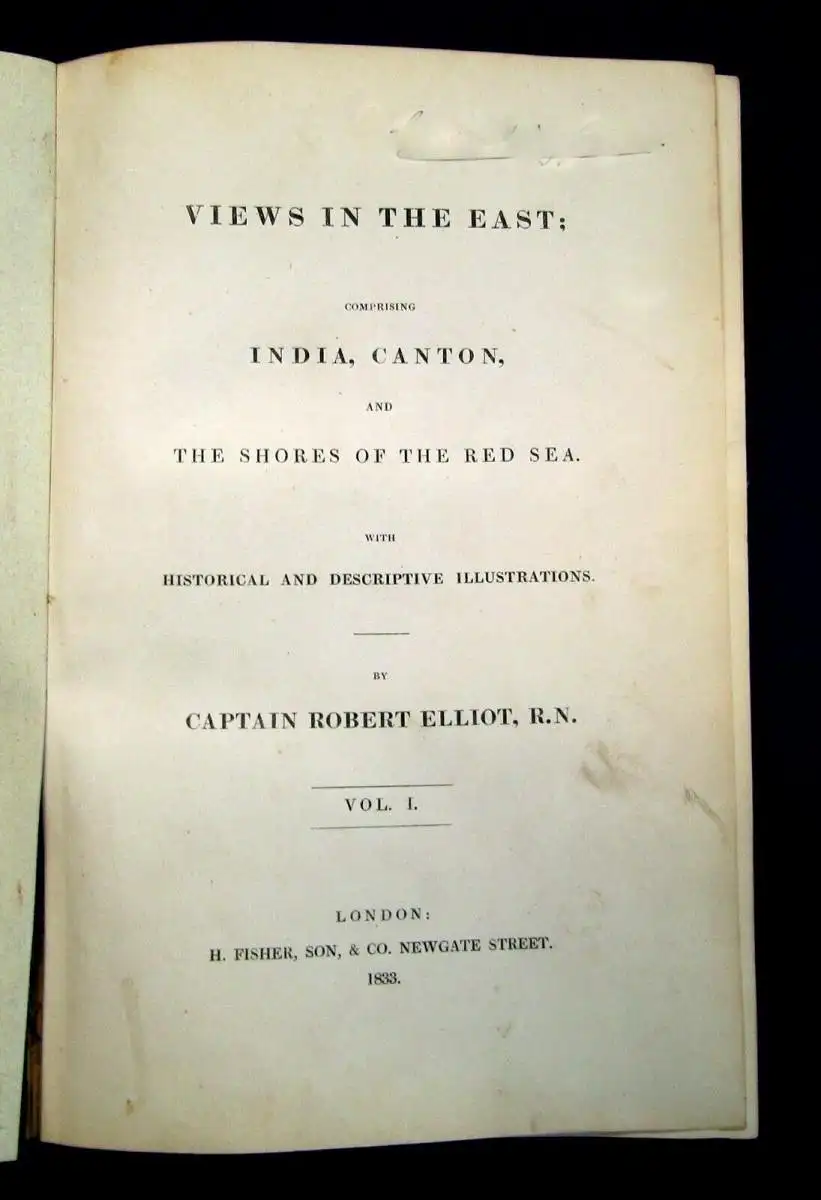 VIEWS IN THE EAST;
COMPRISING
INDIA, CANTON,
AND
THE SHORES OF THE RED SEA.
WITH
HISTORICAL AND DESCRIPTIVE ILLUSTRATIONS.
BY
CAPTAIN ROBERT ELLIOT, R.N.
VOL. I.
LONDON:
H. FISHER, SON, & CO. NEWGATE STREET.
1833.